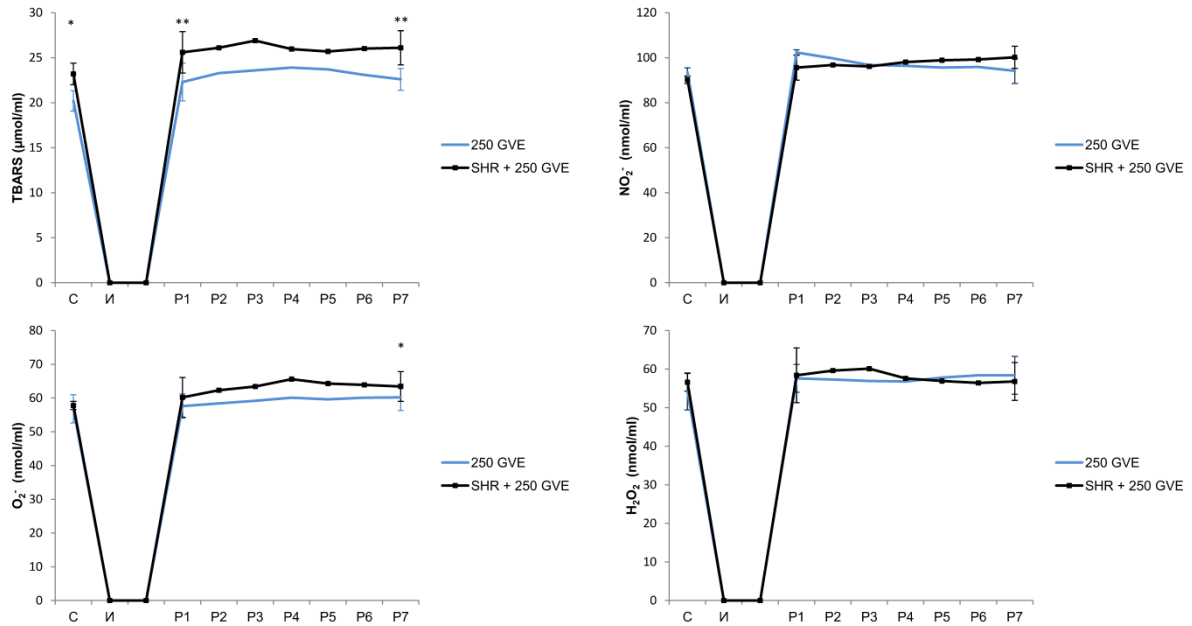 30
25
20
15
10
5
0
TBARS (µmol/ml)
*
**
**
С
И
P1
P2
P3
P4
P5
P6
P7
250 GVE
SHR + 250 GVE
120
100
80
60
40
20
0
NO₂⁻ (nmol/ml)
С
И
P1
P2
P3
P4
P5
P6
P7
250 GVE
SHR + 250 GVE
80
70
60
50
40
30
20
10
0
O₂⁻ (nmol/ml)
*
С
И
P1
P2
P3
P4
P5
P6
P7
250 GVE
SHR + 250 GVE
70
60
50
40
30
20
10
0
H₂O₂ (nmol/ml)
С
И
P1
P2
P3
P4
P5
P6
P7
250 GVE
SHR + 250 GVE